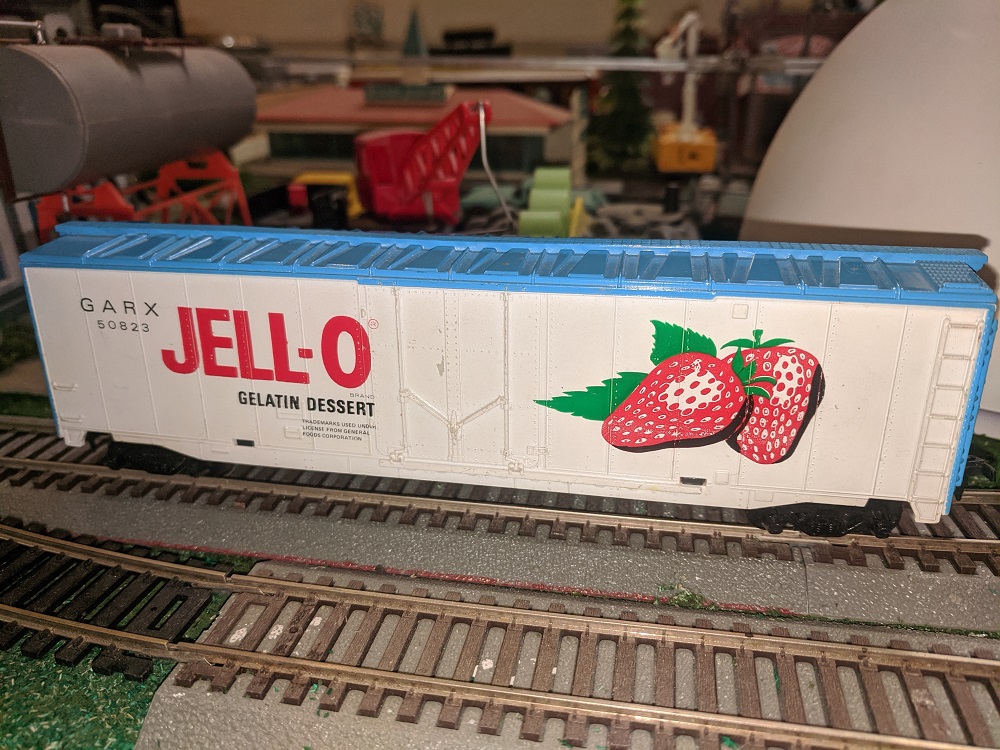 GARX
50823
JELL-O®
BRAND
GELATIN DESSERT
TRADEMARKS USED UNDER
LICENSE FROM GENERAL
FOODS CORPORATION